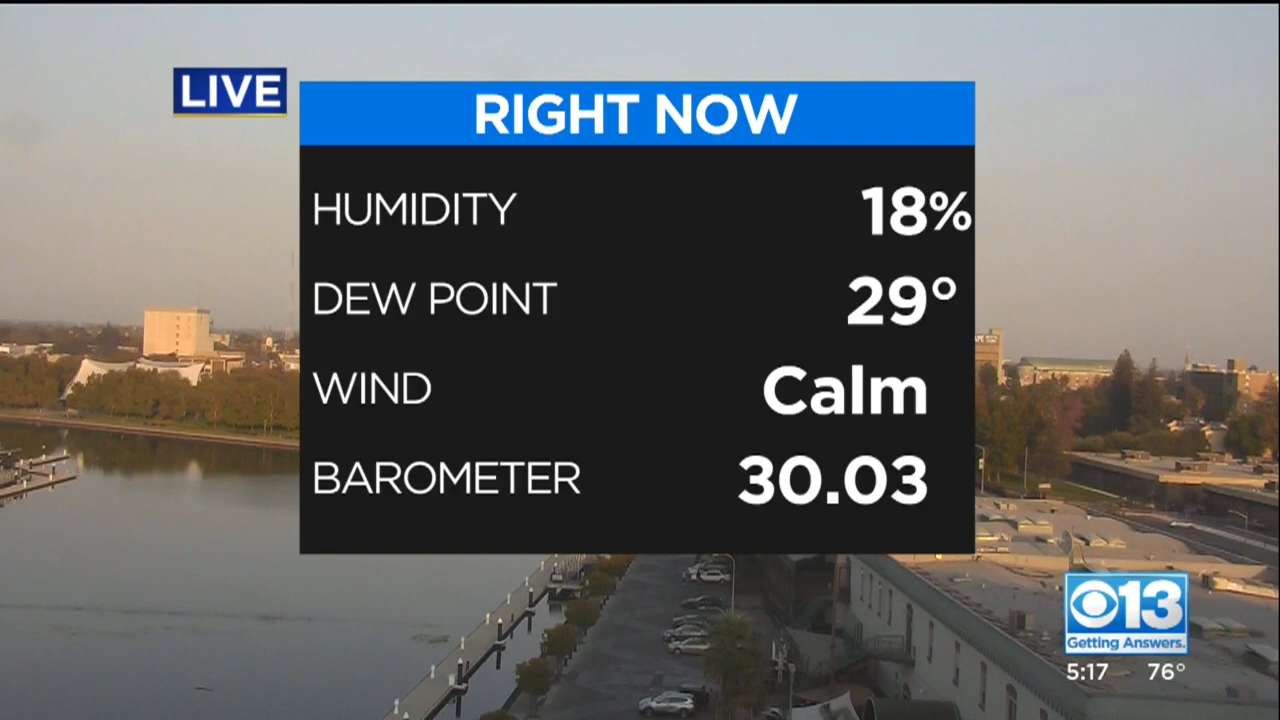 LIVE
RIGHT NOW
HUMIDITY 18%
DEW POINT 29°
WIND Calm
BAROMETER 30.03
13
Getting Answers.
5:17 76°